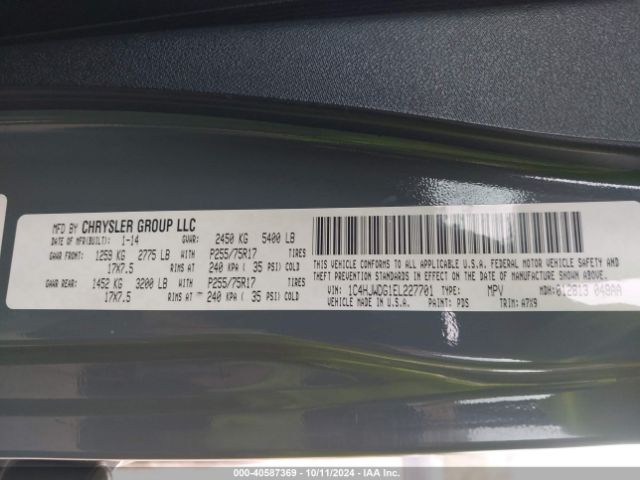 MFD BY CHRYSLER GROUP LLC
DATE OF MFR(BUILT): 1-14 GVWR: 2450 KG 5400 LB
GAWR FRONT: 1259 KG 2775 LB P255/75R17 TIRES
17X7.5 RIMS AT 240 KPA ( 35 PSI) COLD
GAWR REAR: 1452 KG 3200 LB P255/75R17 TIRES
17X7.5 RIMS AT 240 KPA ( 35 PSI) COLD
THIS VEHICLE CONFORMS TO ALL APPLICABLE U.S.A. FEDERAL MOTOR VEHICLE SAFETY AND
THEFT PREVENTION STANDARDS IN EFFECT ON THE DATE OF MANUFACTURE SHOWN ABOVE.
VIN: 1C4HJWDG1EL227701 TYPE: MPV MDH: 012813 048AA
VEHICLE MADE IN U.S.A. PAINT: PDS TRIM: A7X9
000-40587369 - 10/11/2024 - IAA Inc.